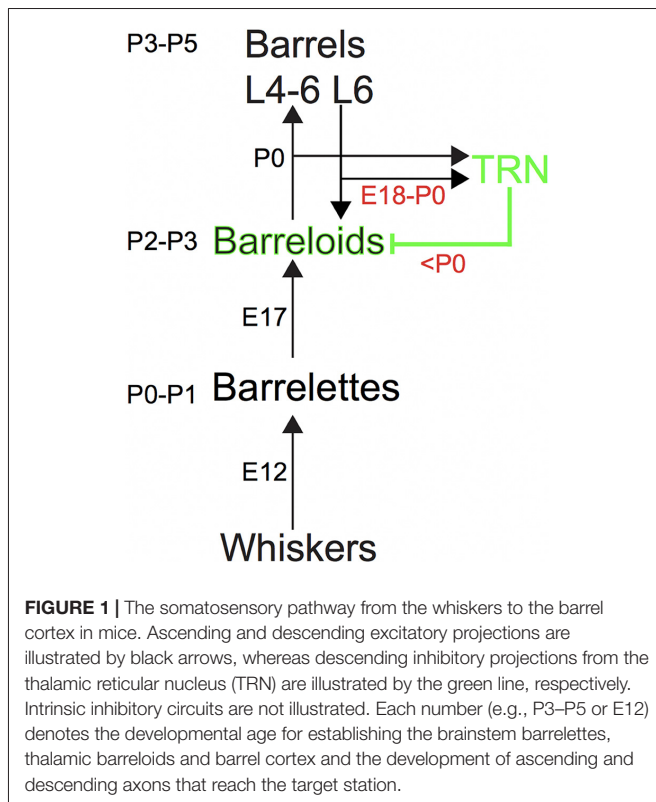 P3-P5 Barrels
L4-6 L6
P0
TRN
E18-P0
P2-P3 Barreloids
<P0
E17
P0-P1 Barrelettes
E12
Whiskers
FIGURE 1 | The somatosensory pathway from the whiskers to the barrel
cortex in mice. Ascending and descending excitatory projections are
illustrated by black arrows, whereas descending inhibitory projections from the
thalamic reticular nucleus (TRN) are illustrated by the green line, respectively.
Intrinsic inhibitory circuits are not illustrated. Each number (e.g., P3–P5 or E12)
denotes the developmental age for establishing the brainstem barrelettes,
thalamic barreloids and barrel cortex and the development of ascending and
descending axons that reach the target station.